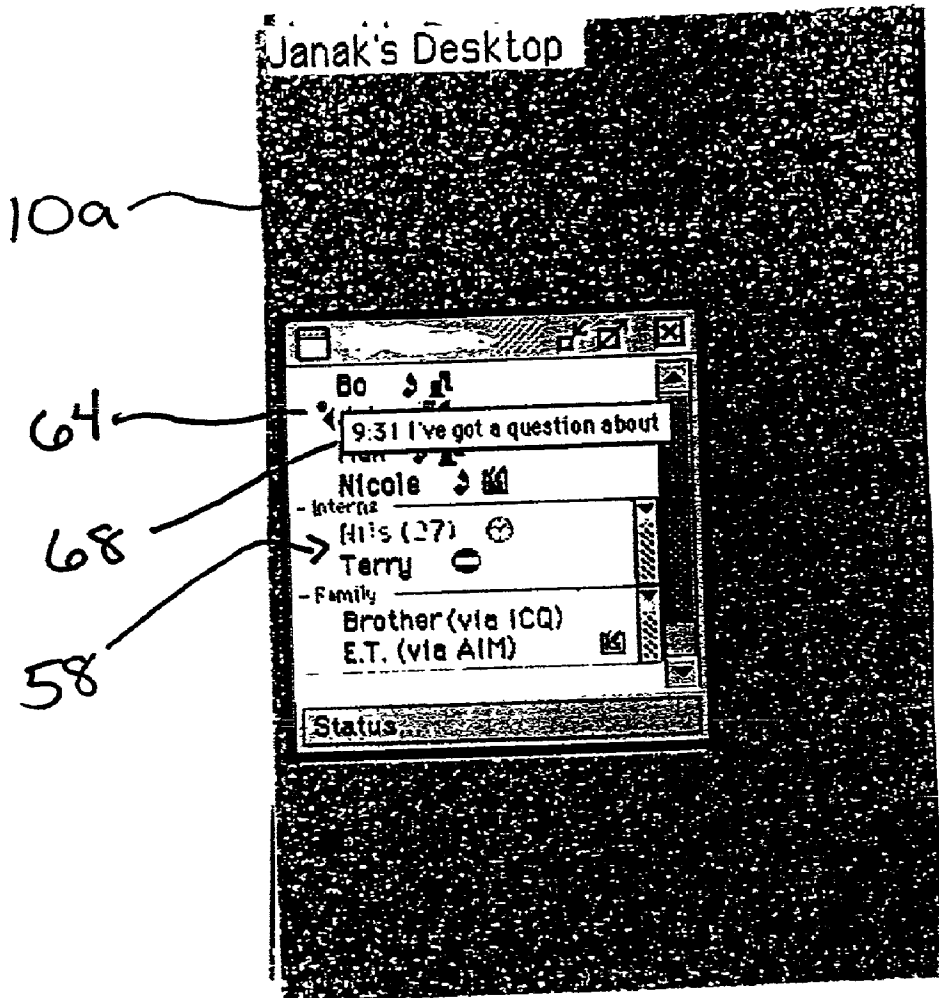 Janak's Desktop
10a
Bo
64
9:31 I've got a question about
68
Nicole
(27)
58
Terry
Family
Brother (via ICQ)
E.T. (via AIM)
Status